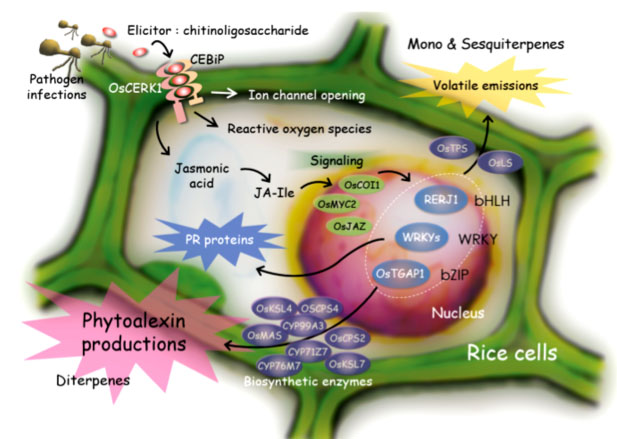 Elicitor : chitinoligosaccharide
CEBiP
Pathogen
infections
OsCERK1
Ion channel opening
Reactive oxygen species
Mono & Sesquiterpenes
Volatile emissions
OsTPS
OsLS
Jasmonic
acid
JA-Ile
Signaling
OsCOI1
OsMYC2
OsJAZ
RERJ1
bHLH
WRKYs
WRKY
OsTGAP1
bZIP
Nucleus
PR proteins
Phytoalexin
productions
Diterpenes
OsKSL4
OSCPS4
CYP99A3
OsMAS
OsCPS2
CYP71Z7
CYP76M7
OsKSL7
Biosynthetic enzymes
Rice cells